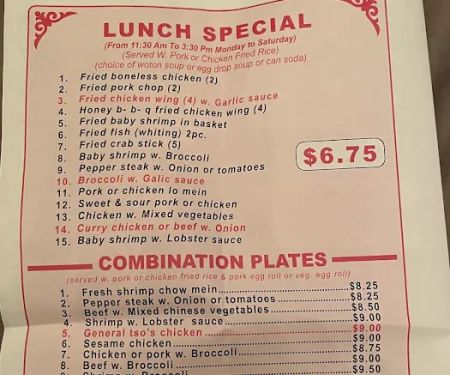 LUNCH SPECIAL
(From 11:30 Am To 3:30 Pm Monday to Saturday)
(Served W. Pork or Chicken Fried Rice)
(choice of woton soup or egg drop soup or can soda)
1. Fried boneless chicken (2)
2. Fried pork chop (2)
3. Fried chicken wing (4) w. Garlic sauce
4. Honey b- b- q fried chicken wing (4)
5. Fried baby shrimp in basket
6. Fried fish (whiting) 2pc.
7. Fried crab stick (5)
8. Baby shrimp w. Broccoli
9. Pepper steak w. Onion or tomatoes
10. Broccoli w. Galic sauce
11. Pork or chicken lo mein
12. Sweet & sour pork or chicken
13. Chicken w. Mixed vegetables
14. Curry chicken or beef w. Onion
15. Baby shrimp w. Lobster sauce
$6.75
COMBINATION PLATES
(served w. pork or chicken fried rice & pork egg roll or veg. egg roll)
1. Fresh shrimp chow mein $8.25
2. Pepper steak w. Onion or tomatoes $8.25
3. Beef w. Mixed chinese vegetables $8.50
4. Shrimp w. Lobster sauce $9.00
5. General tso's chicken $9.00
6. Sesame chicken $9.00
7. Chicken or pork w. Broccoli $8.75
8. Beef w. Broccoli $9.00
Shrimp w. Broccoli $9.50